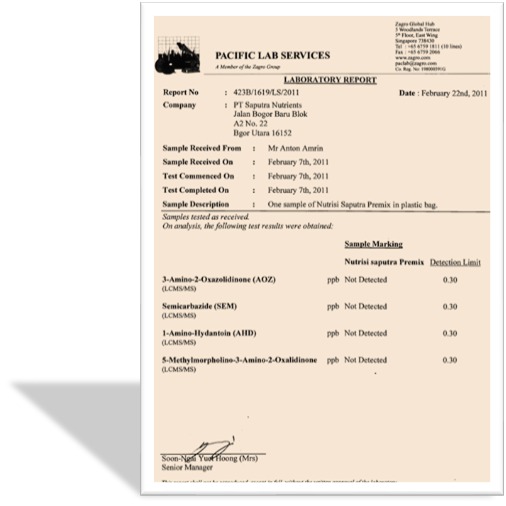 Zagro Global Hub
5 Woodlands Terrace
5th Floor, East Wing
Singapore 738430
Tel : +65 6759 1811 (10 lines)
Fax : +65 6759 2066
www.zagro.com
paclab@zagro.com
PACIFIC LAB SERVICES
A Member of the Zagro Group
LABORATORY REPORT
Report No : 423B/1619/LS/2011 Date : February 22nd, 2011
Company : PT Saputra Nutrients
Jalan Bogor Baru Blok
A2 No. 22
Bgor Utara 16152
Sample Received From : Mr Anton Amrin
Sample Received On : February 7th, 2011
Test Commenced On : February 7th, 2011
Test Completed On : February 7th, 2011
Sample Description : One sample of Nutrisi Saputra Premix in plastic bag.
Samples tested as received.
On analysis, the following test results were obtained:
Sample Marking
Nutrisi saputra Premix Detection Limit
3-Amino-2-Oxazolidinone (AOZ) ppb Not Detected 0.30
(LCMS/MS)
Semicarbazide (SEM) ppb Not Detected 0.30
(LCMS/MS)
1-Amino-Hydantoin (AHD) ppb Not Detected 0.30
(LCMS/MS)
5-Methylmorpholino-3-Amino-2-Oxalidinone ppb Not Detected 0.30
(LCMS/MS)
Soon-Ngai Yuet Hoong (Mrs)
Senior Manager